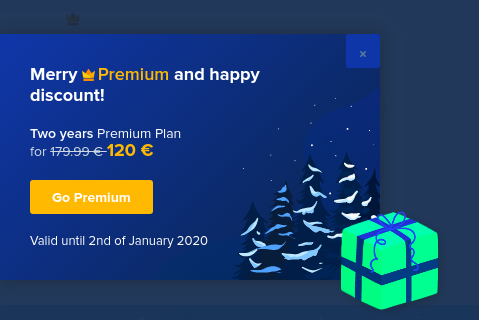 Merry Premium and happy
discount!
Two years Premium Plan
for 179.99 € 120 €
Go Premium
Valid until 2nd of January 2020